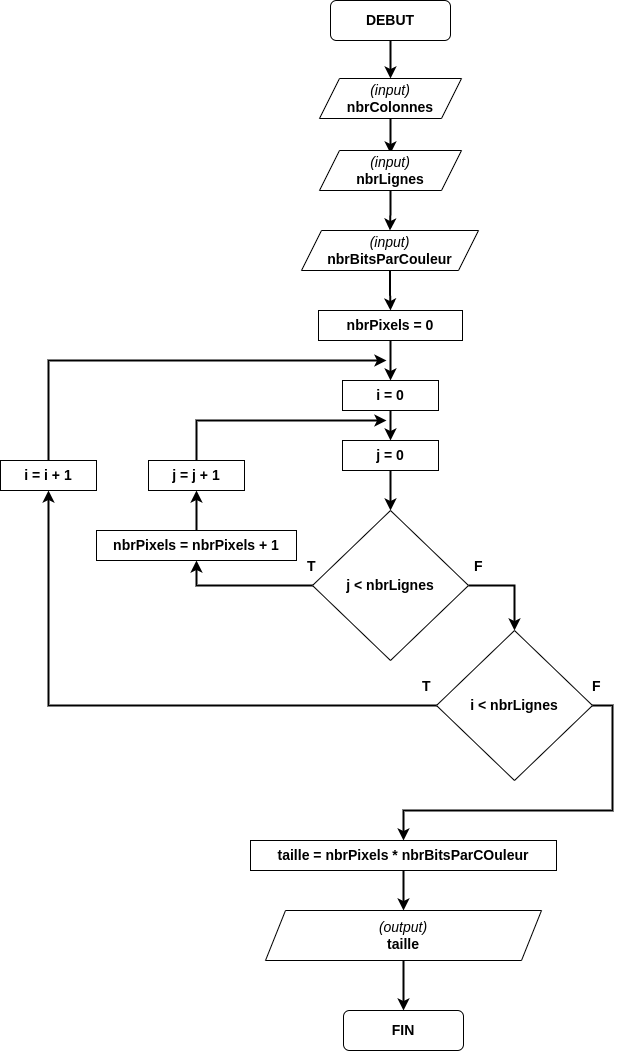 DEBUT
(input)
nbrColonnes
(input)
nbrLignes
(input)
nbrBitsParCouleur
nbrPixels = 0
i = 0
j = 0
i = i + 1
j = j + 1
nbrPixels = nbrPixels + 1
T
j < nbrLignes
F
T
i < nbrLignes
F
taille = nbrPixels * nbrBitsParCOuleur
(output)
taille
FIN